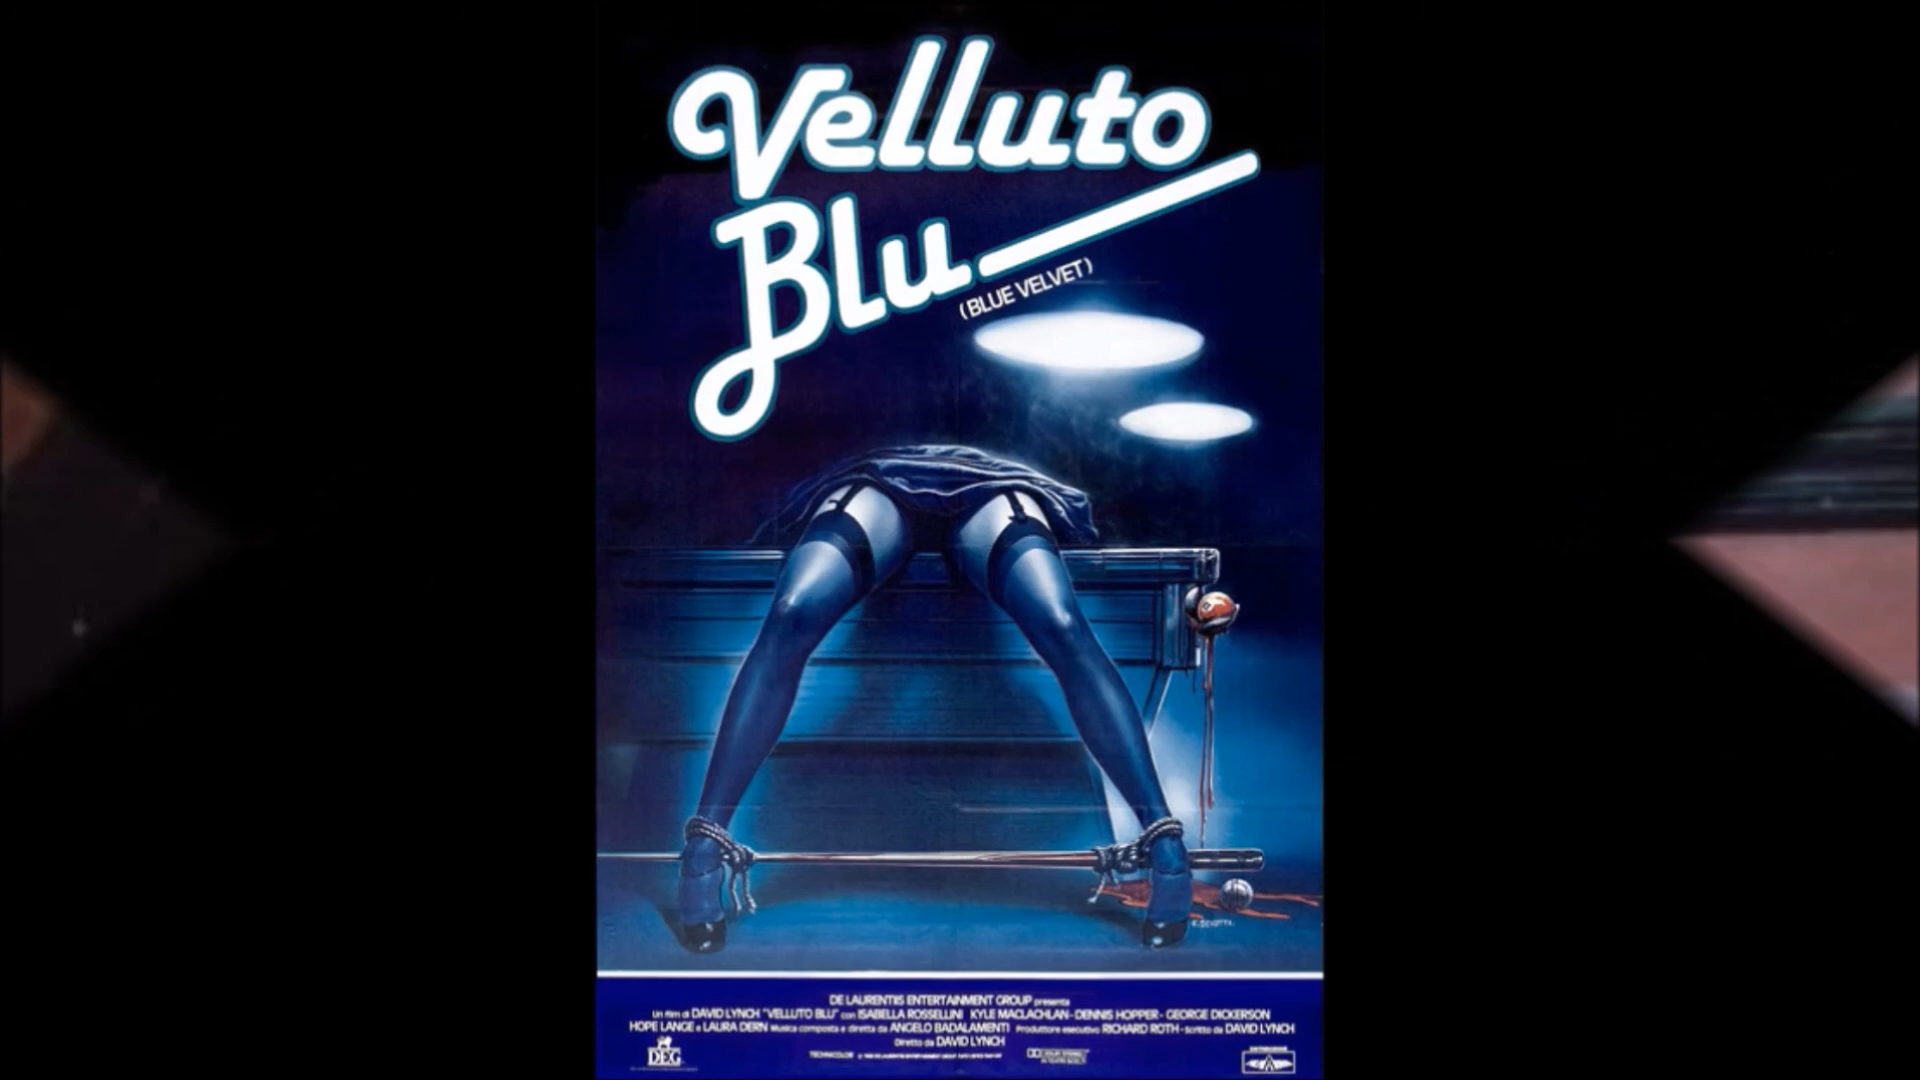 Velluto
Blu
(BLUE VELVET)
DE LAURENTIIS ENTERTAINMENT GROUP presenta
un film di DAVID LYNCH "VELLUTO BLU" con ISABELLA ROSSELLINI KYLE MACLACHLAN - DENNIS HOPPER - GEORGE DICKERSON
HOPE LANGE e LAURA DERN Musica composta e diretta da ANGELO BADALAMENTI Produttore esecutivo RICHARD ROTH - Scritto da DAVID LYNCH
Diretto da DAVID LYNCH
DEG
TECHNICOLOR